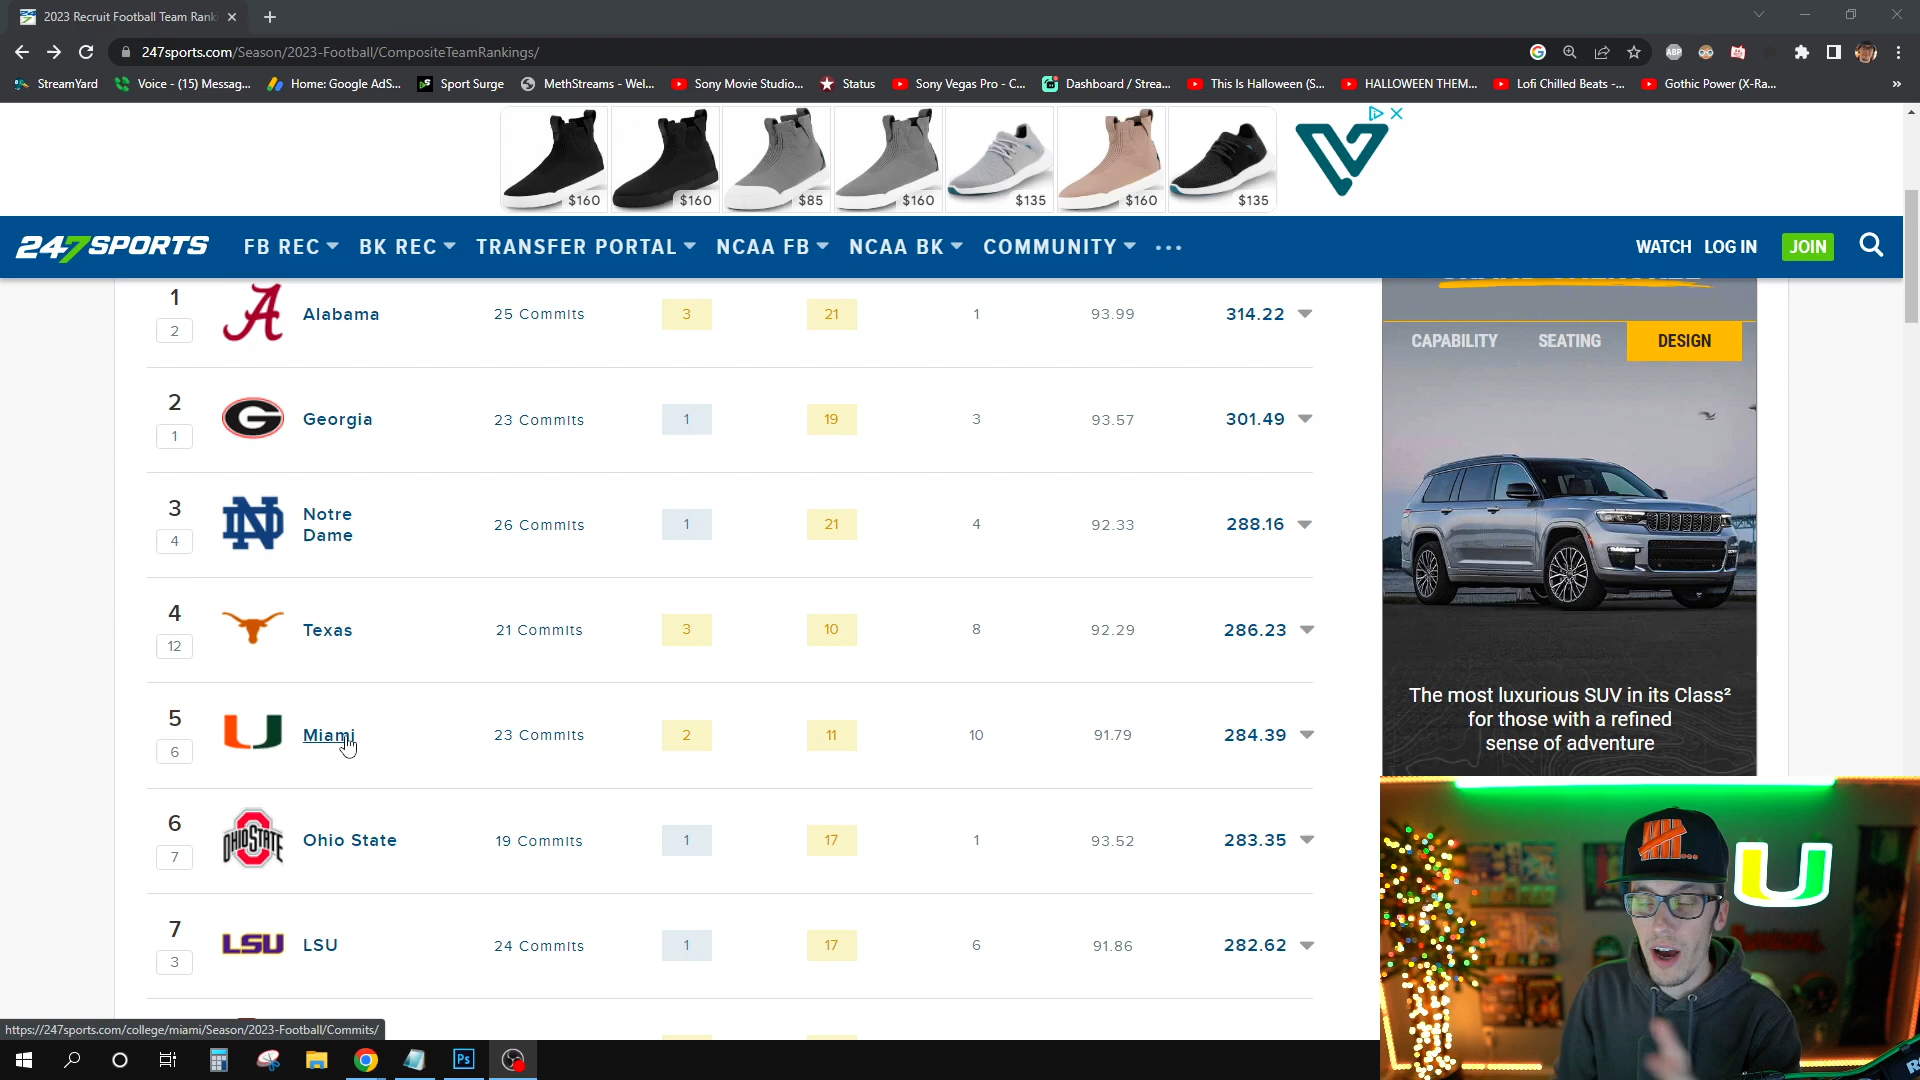 2023 Recruit Football Team Rank
247sports.com/Season/2023-Football/CompositeTeamRankings/
StreamYard
Voice - (15) Messag...
Home: Google AdS...
Sport Surge
MethStreams - Wel...
Sony Movie Studio...
Status
Sony Vegas Pro - C...
Dashboard / Strea...
This Is Halloween (S...
HALLOWEEN THEM...
Lofi Chilled Beats -...
Gothic Power (X-Ra...
$160 $160 $85 $160 $135 $160 $135
247SPORTS FB REC BK REC TRANSFER PORTAL NCAA FB NCAA BK COMMUNITY ... WATCH LOG IN JOIN
1 Alabama 25 Commits 3 21 1 93.99 314.22
2
2 Georgia 23 Commits 1 19 3 93.57 301.49
1
3 Notre
Dame 26 Commits 1 21 4 92.33 288.16
4
4 Texas 21 Commits 3 10 8 92.29 286.23
12
5 Miami 23 Commits 2 11 10 91.79 284.39
6
6 OHIO STATE Ohio State 19 Commits 1 17 1 93.52 283.35
7
7 LSU LSU 24 Commits 1 17 6 91.86 282.62
3
CAPABILITY SEATING DESIGN
The most luxurious SUV in its Class²
for those with a refined
sense of adventure
https://247sports.com/college/miami/Season/2023-Football/Commits/
ABP
Ps